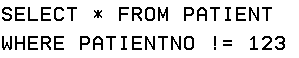 SELECT * FROM PATIENT
WHERE PATIENTNO != 123